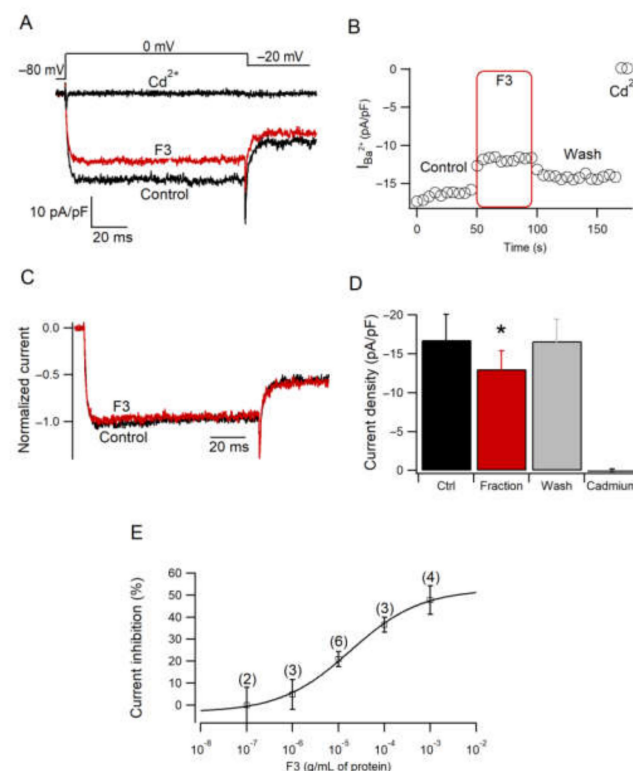 A
0 mV
−80 mV
−20 mV
Cd2+
F3
Control
10 pA/pF
20 ms
B
F3
Control
Wash
Cd2
IBa2+ (pA/pF)
0
−5
−10
−15
0
50
100
150
Time (s)
C
Normalized current
0.0
−0.5
−1.0
F3
Control
20 ms
D
Current density (pA/pF)
−20
−15
−10
−5
0
*
Ctrl
Fraction
Wash
Cadmium
E
Current inhibition (%)
60
50
40
30
20
10
0
(2)
(3)
(6)
(3)
(4)
10−8
10−7
10−6
10−5
10−4
10−3
10−2
F3 (g/mL of protein)